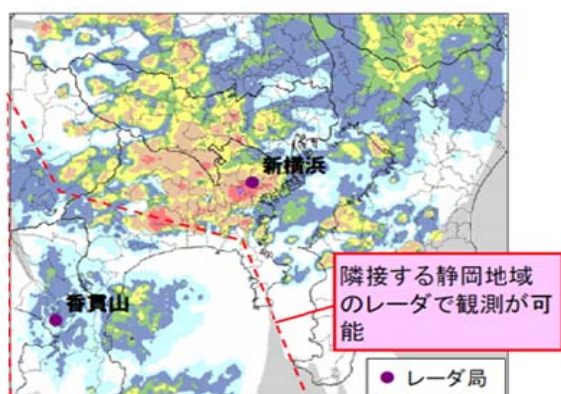 新横浜
香貫山
隣接する静岡地域
のレーダで観測が可
能
● レーダ局